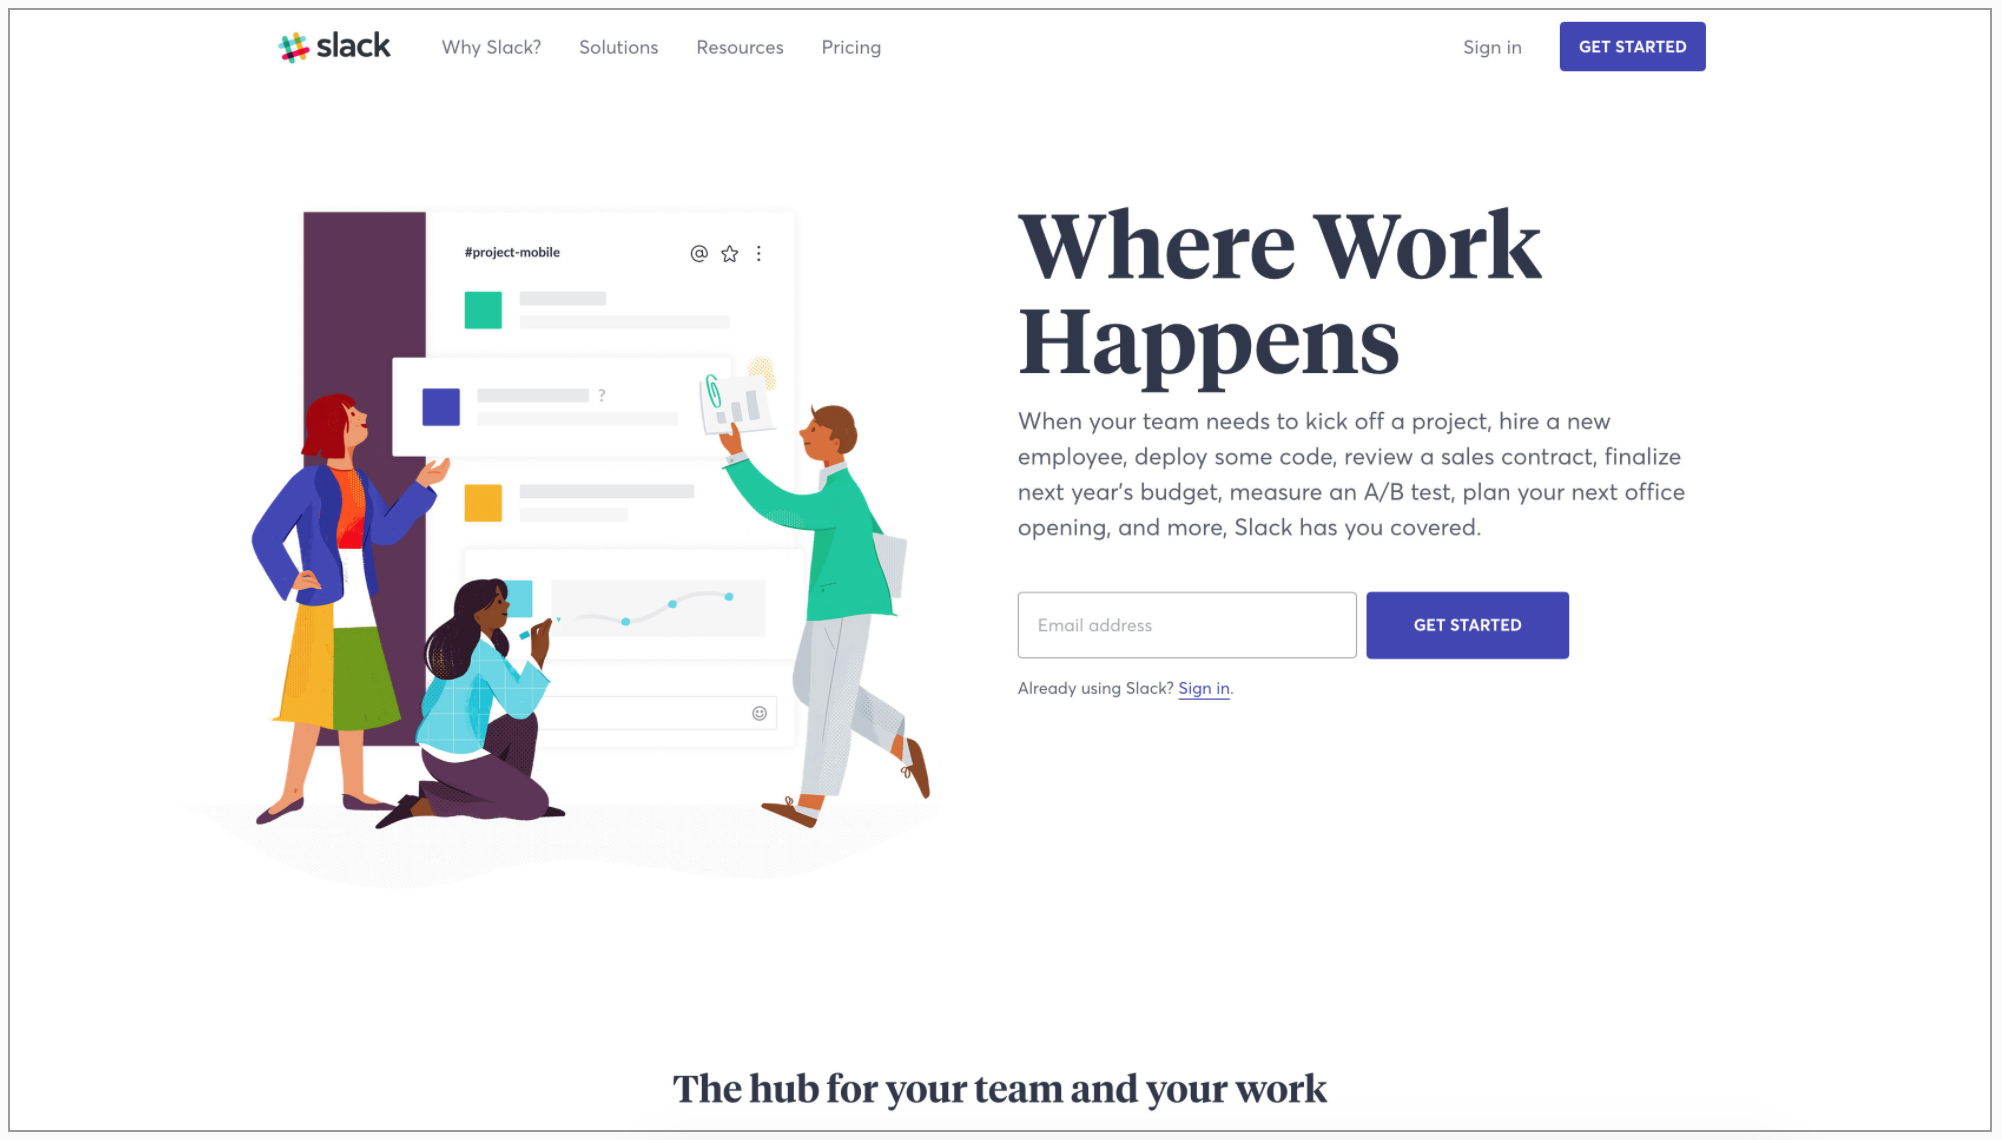 slack Why Slack? Solutions Resources Pricing Sign in GET STARTED
#project-mobile
?
Where Work
Happens
When your team needs to kick off a project, hire a new
employee, deploy some code, review a sales contract, finalize
next year's budget, measure an A/B test, plan your next office
opening, and more, Slack has you covered.
Email address GET STARTED
Already using Slack? Sign in.
The hub for your team and your work